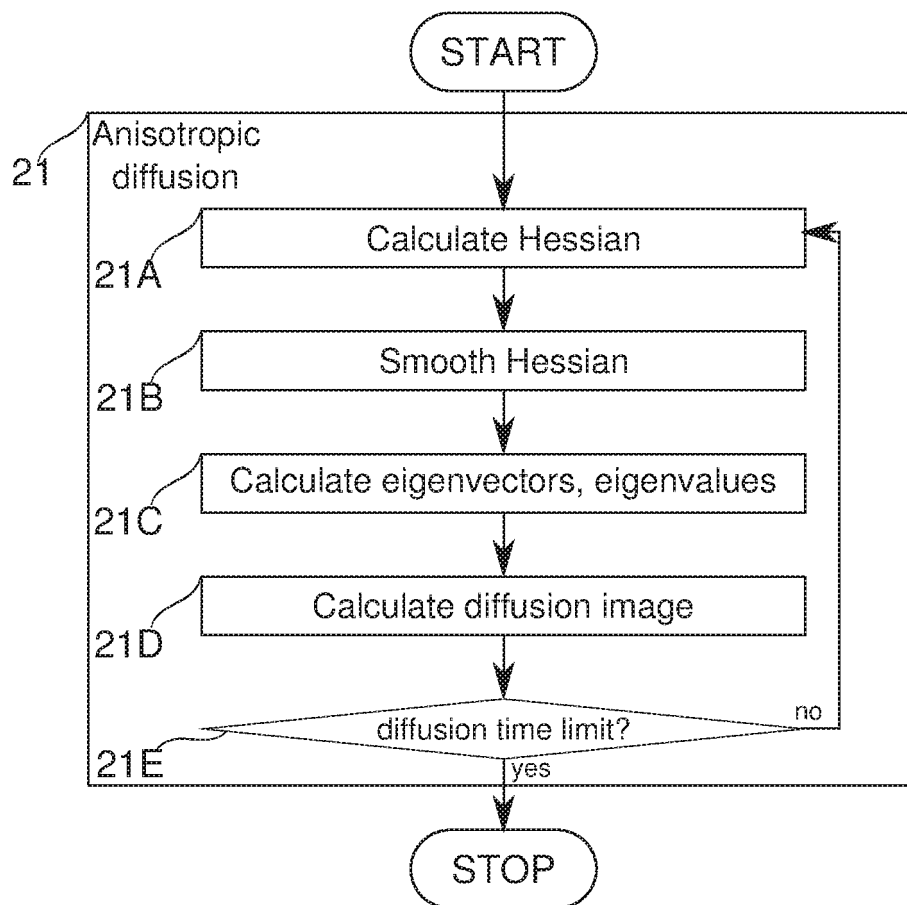 START
Anisotropic
21
diffusion
Calculate Hessian
21A
Smooth Hessian
21B
Calculate eigenvectors, eigenvalues
21C
Calculate diffusion image
21D
no
diffusion time limit?
21E
yes
STOP